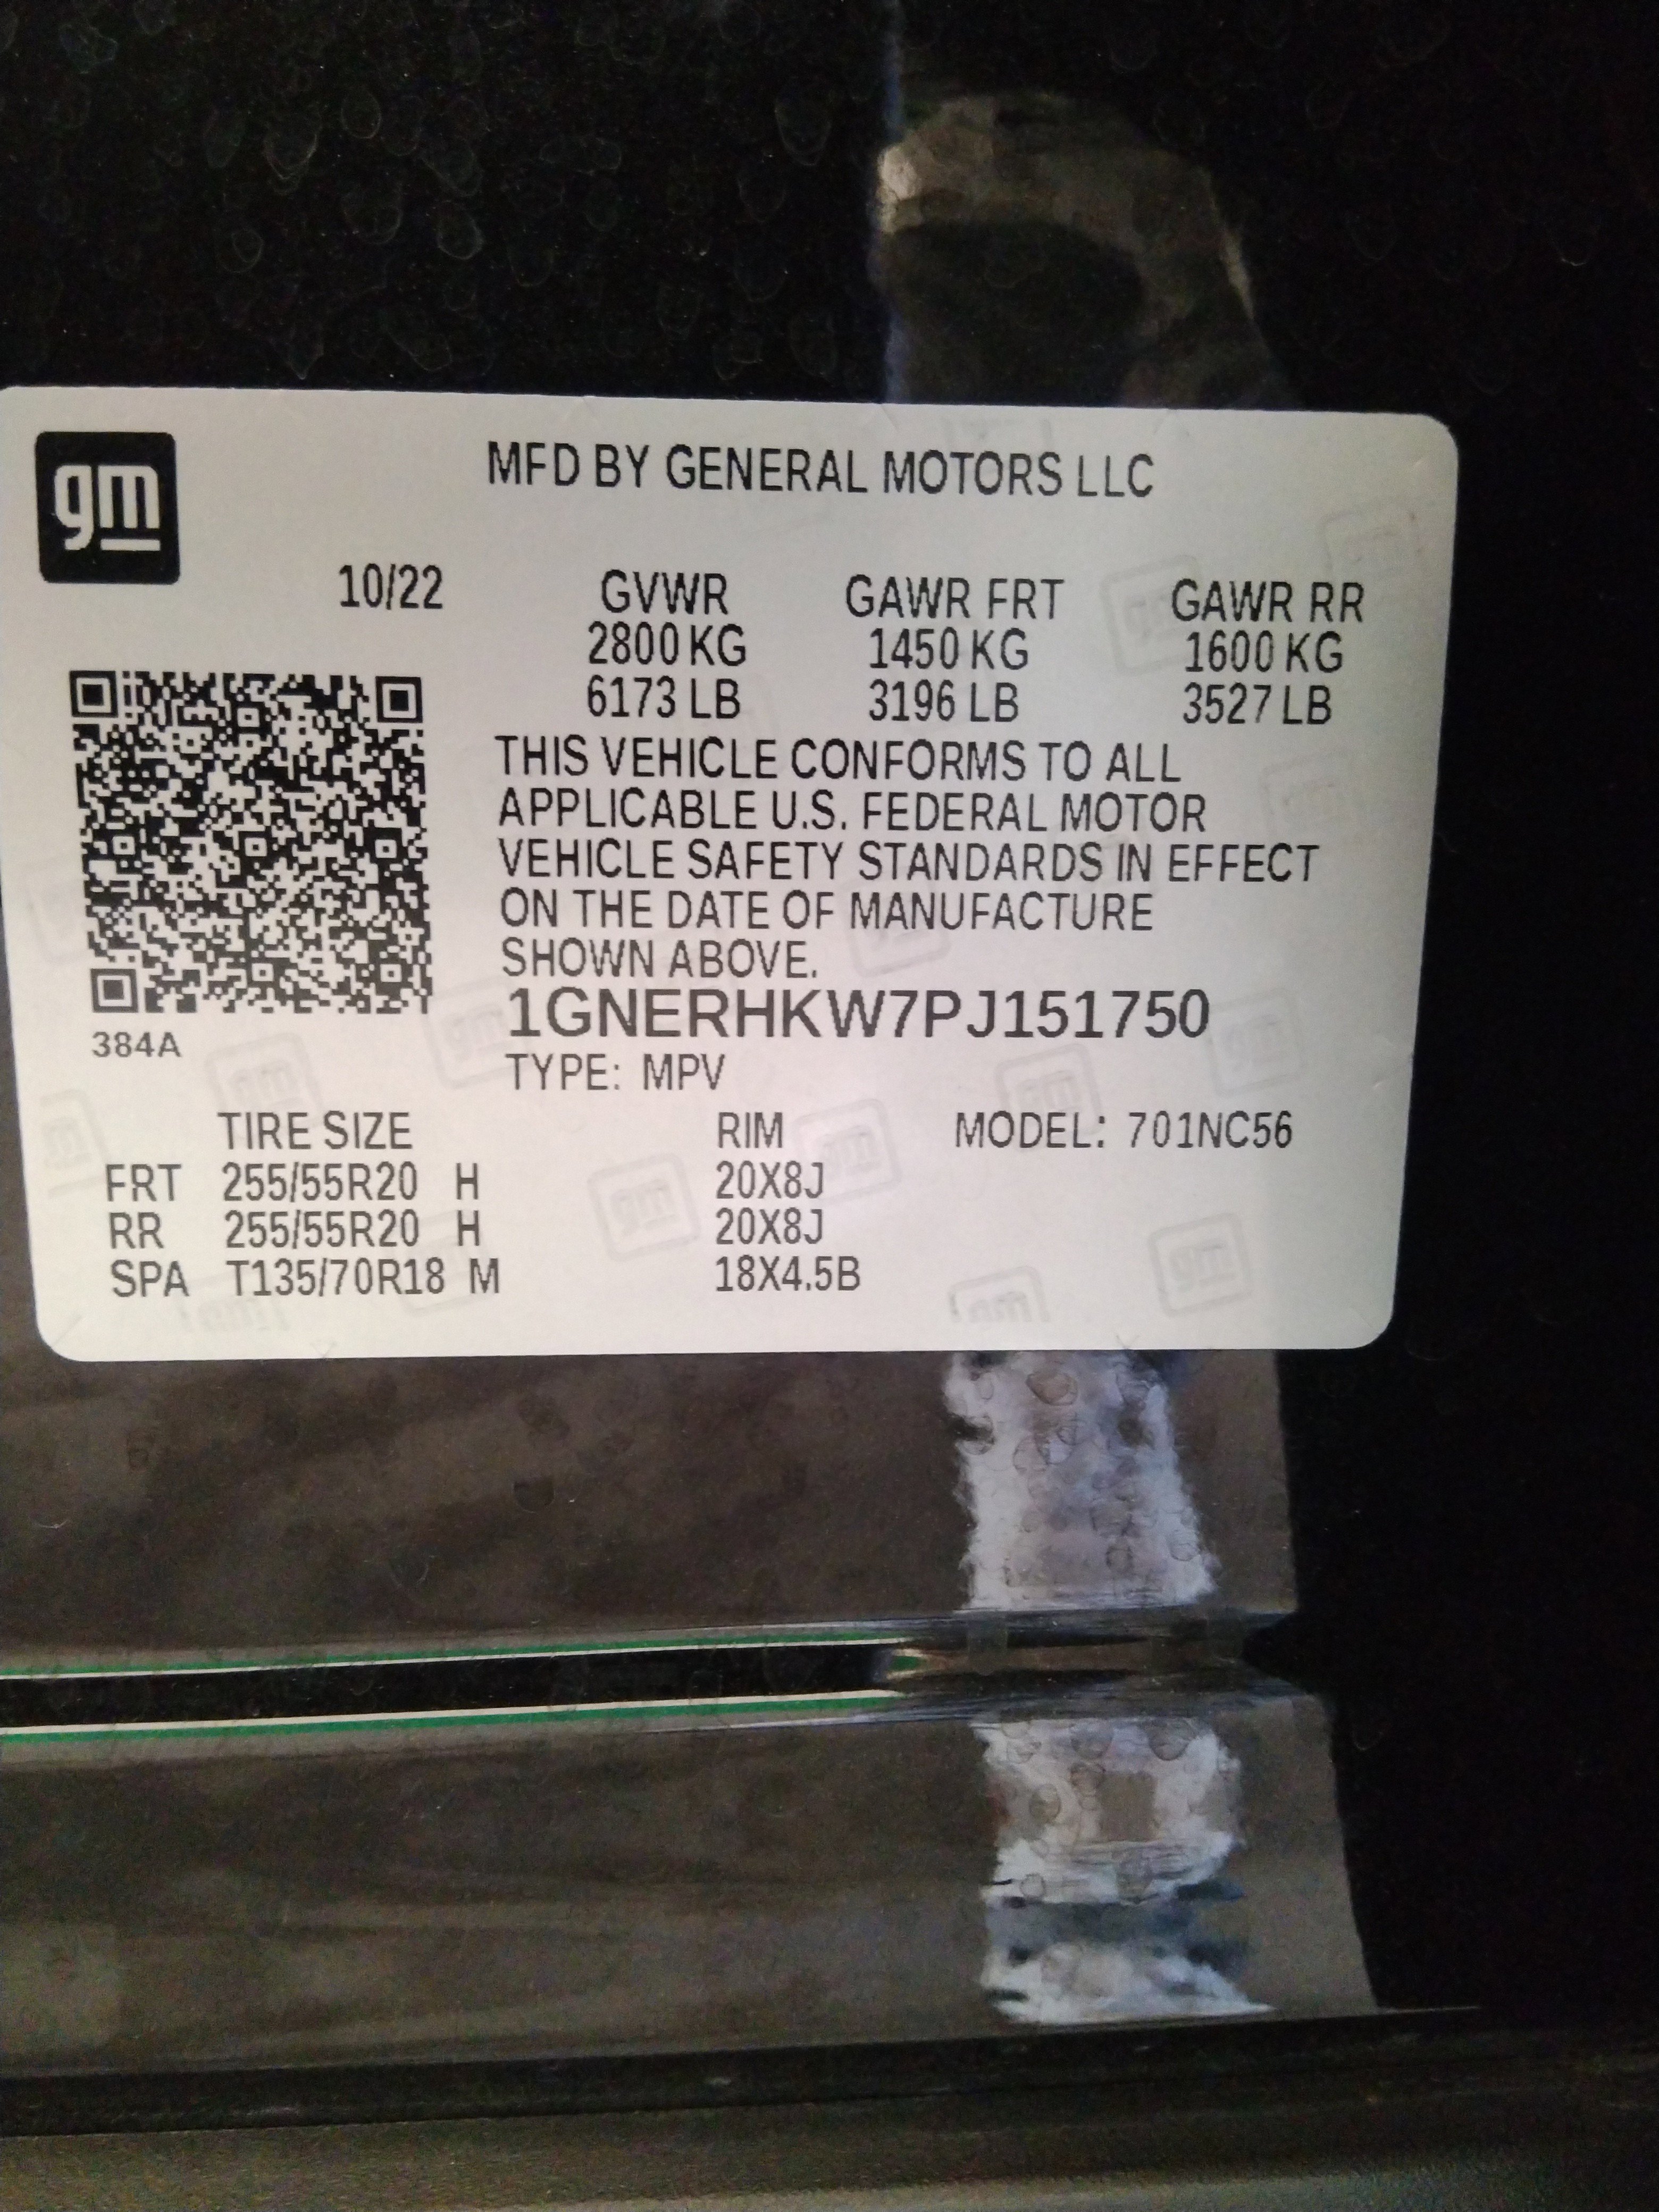 gm
MFD BY GENERAL MOTORS LLC
10/22 GVWR GAWR FRT GAWR RR
2800 KG 1450 KG 1600 KG
6173 LB 3196 LB 3527 LB
THIS VEHICLE CONFORMS TO ALL
APPLICABLE U.S. FEDERAL MOTOR
VEHICLE SAFETY STANDARDS IN EFFECT
ON THE DATE OF MANUFACTURE
SHOWN ABOVE.
1GNERHKW7PJ151750
384A
TYPE: MPV
TIRE SIZE RIM MODEL: 701NC56
FRT 255/55R20 H 20X8J
RR 255/55R20 H 20X8J
SPA T135/70R18 M 18X4.5B